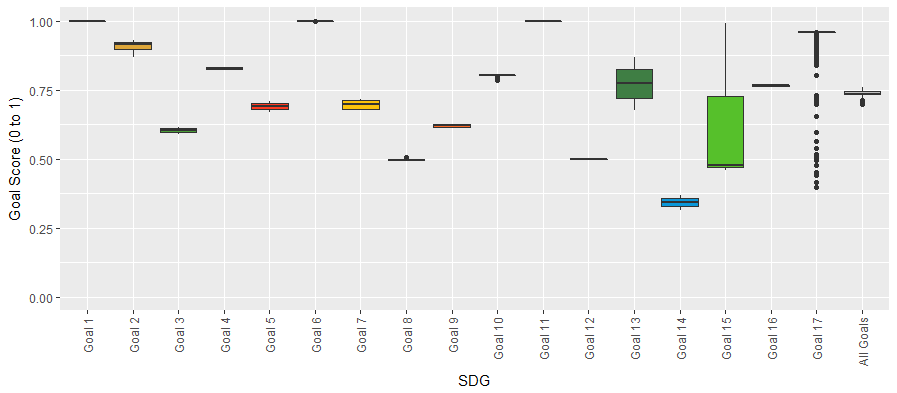 Goal Score (0 to 1)
1.00
0.75
0.50
0.25
0.00
Goal 1
Goal 2
Goal 3
Goal 4
Goal 5
Goal 6
Goal 7
Goal 8
Goal 9
Goal 10
Goal 11
Goal 12
Goal 13
Goal 14
Goal 15
Goal 16
Goal 17
All Goals
SDG